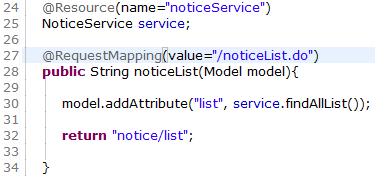 24 @Resource(name="noticeService")
25 NoticeService service;
26
27 @RequestMapping(value="/noticeList.do")
28 public String noticeList(Model model){
29
30 model.addAttribute("list", service.findAllList());
31
32 return "notice/list";
33
34 }